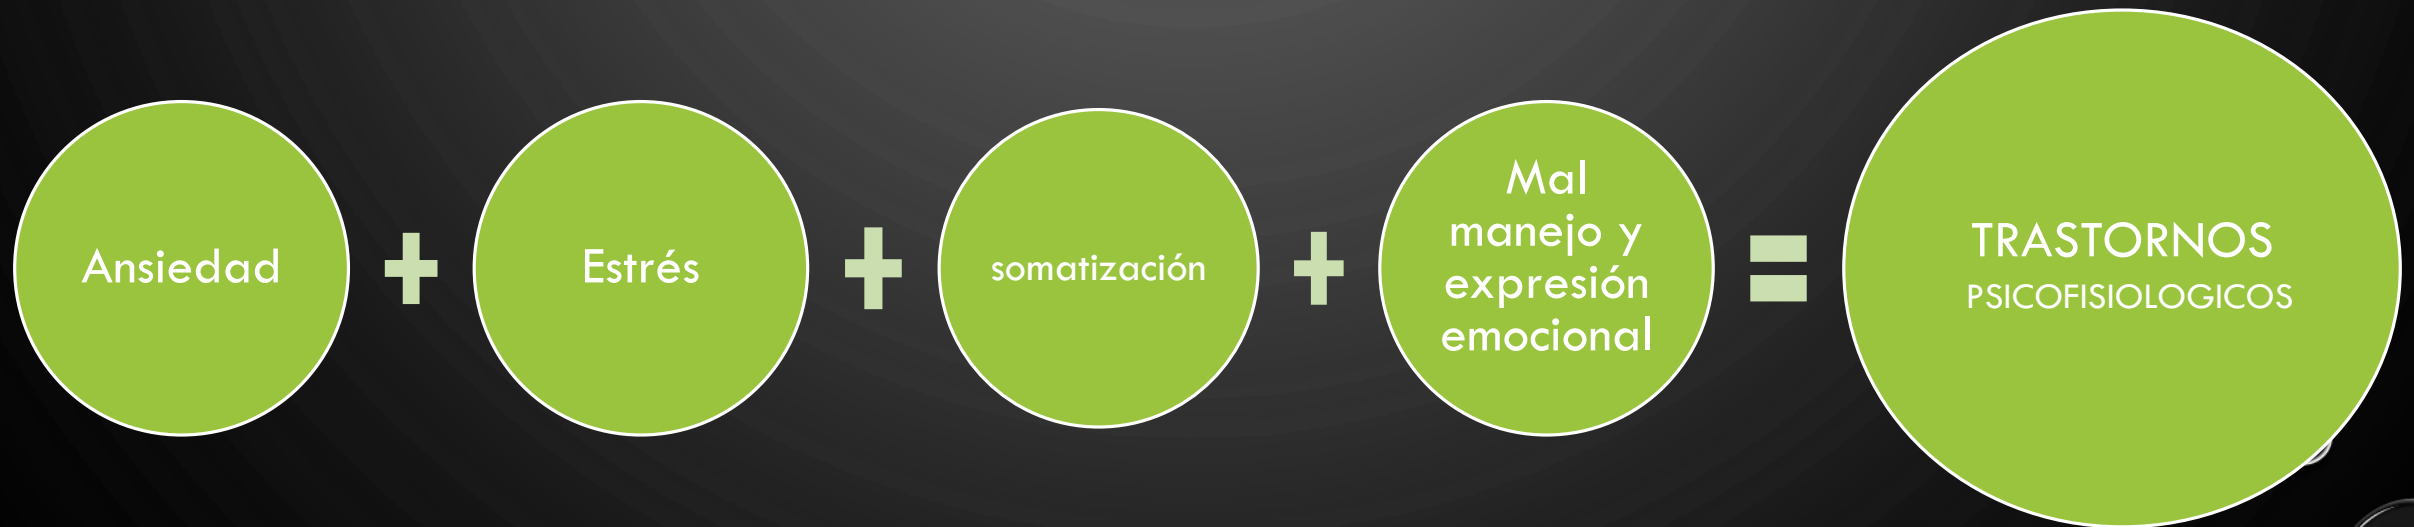 Ansiedad
Estrés
somatización
Mal
manejo y
expresión
emocional
TRASTORNOS
PSICOFISIOLOGICOS